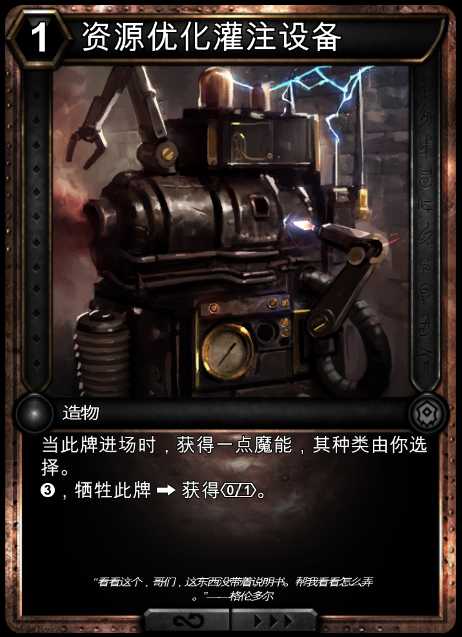 1 资源优化灌注设备
造物
当此牌进场时，获得一点魔能，其种类由你选
择。
❸，牺牲此牌 ➡ 获得0/1。
“看看这个，哥们，这东西没带着说明书。帮我看看怎么弄
。”——格伦多尔